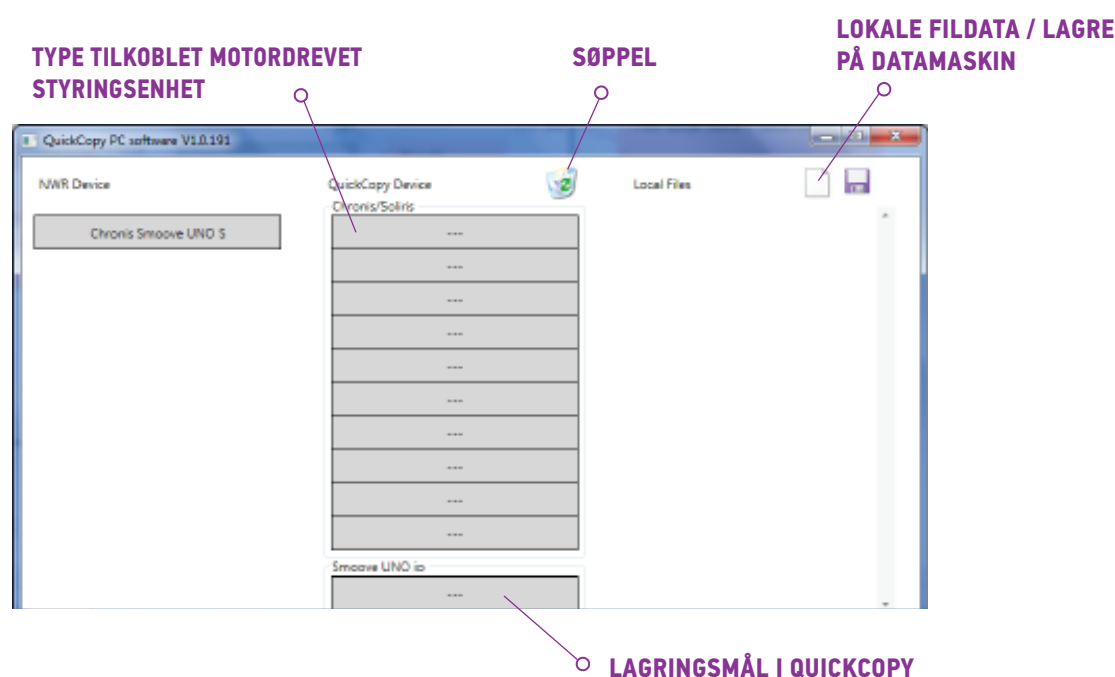 LOKALE FILDATA / LAGRE
PÅ DATAMASKIN
TYPE TILKOBLET MOTORDREVET
STYRINGSENHET
SØPPEL
QuickCopy PC software V1.0.191
NWR Device
QuickCopy Device
Local Files
Chronis/Soliris
Chronis Smoove UNO S
---
---
---
---
---
---
---
---
---
---
Smoove UNO io
---
LAGRINGSMÅL I QUICKCOPY